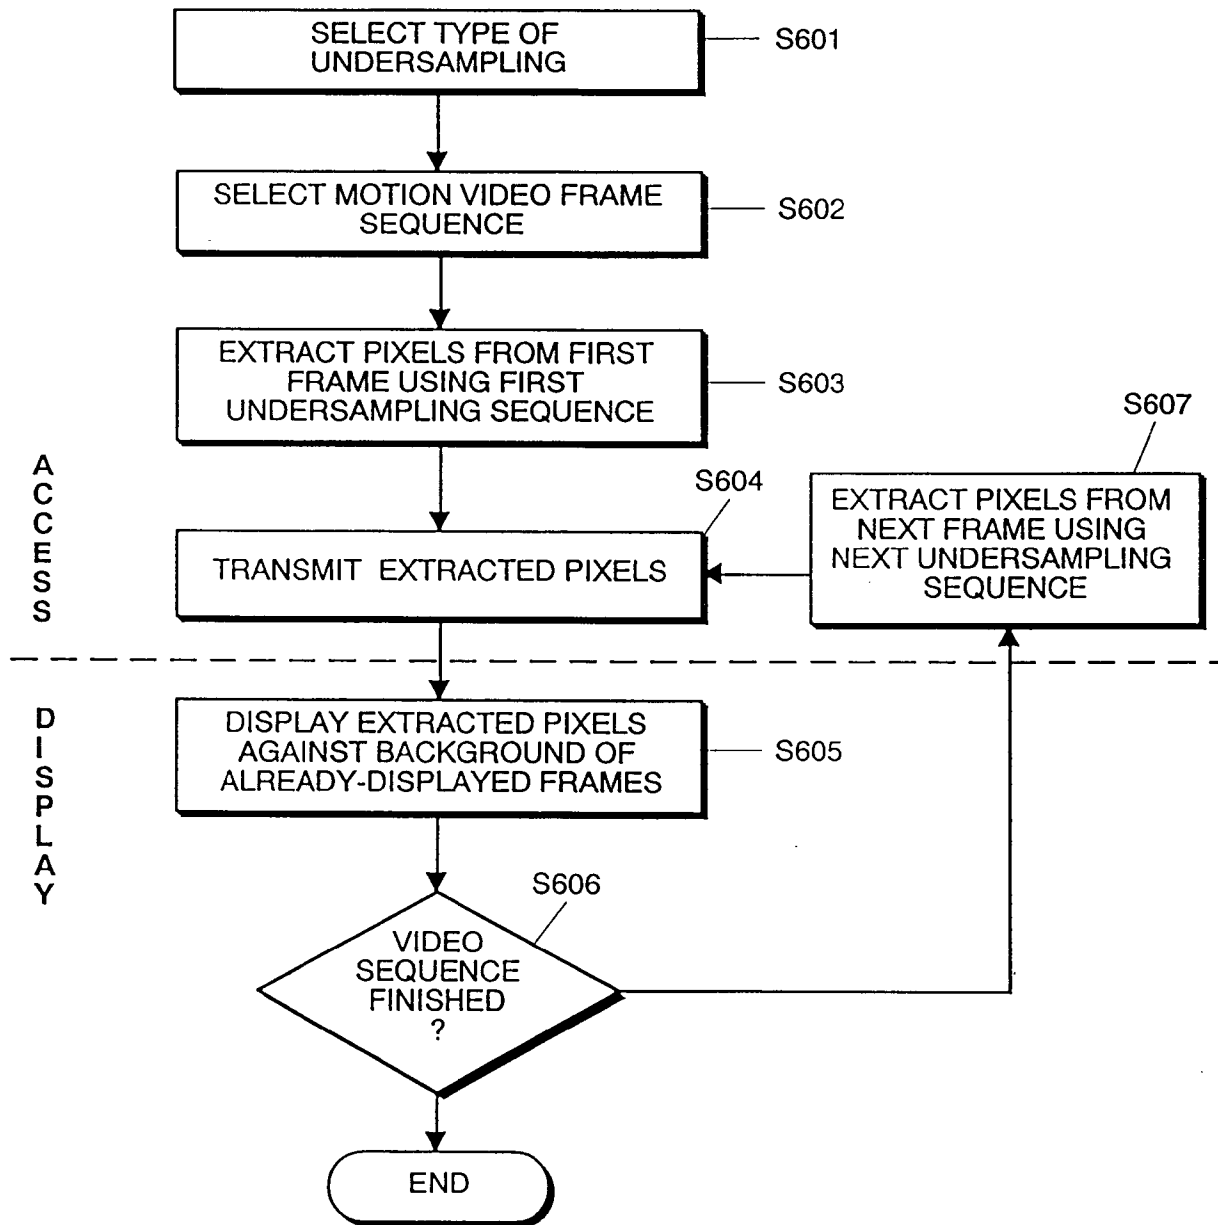 SELECT TYPE OF
UNDERSAMPLING
S601
SELECT MOTION VIDEO FRAME
SEQUENCE
S602
EXTRACT PIXELS FROM FIRST
FRAME USING FIRST
UNDERSAMPLING SEQUENCE
S603
S607
ACCESS
S604
TRANSMIT EXTRACTED PIXELS
EXTRACT PIXELS FROM
NEXT FRAME USING
NEXT UNDERSAMPLING
SEQUENCE
DISPLAY
DISPLAY EXTRACTED PIXELS
AGAINST BACKGROUND OF
ALREADY-DISPLAYED FRAMES
S605
S606
VIDEO
SEQUENCE
FINISHED
?
END